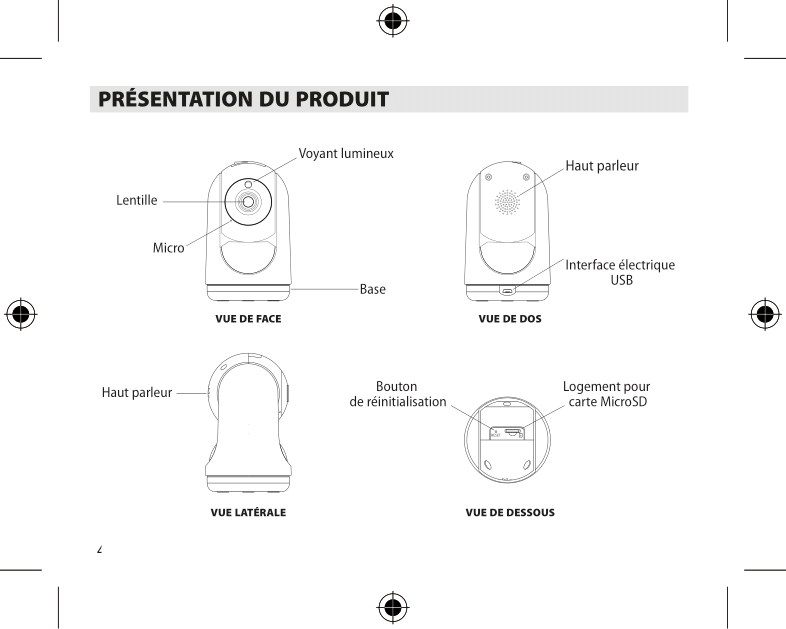 PRÉSENTATION DU PRODUIT
Voyant lumineux
Lentille
Micro
Base
VUE DE FACE
Haut parleur
Interface électrique
USB
VUE DE DOS
Haut parleur
VUE LATÉRALE
Bouton
de réinitialisation
Logement pour
carte MicroSD
RESET
VUE DE DESSOUS